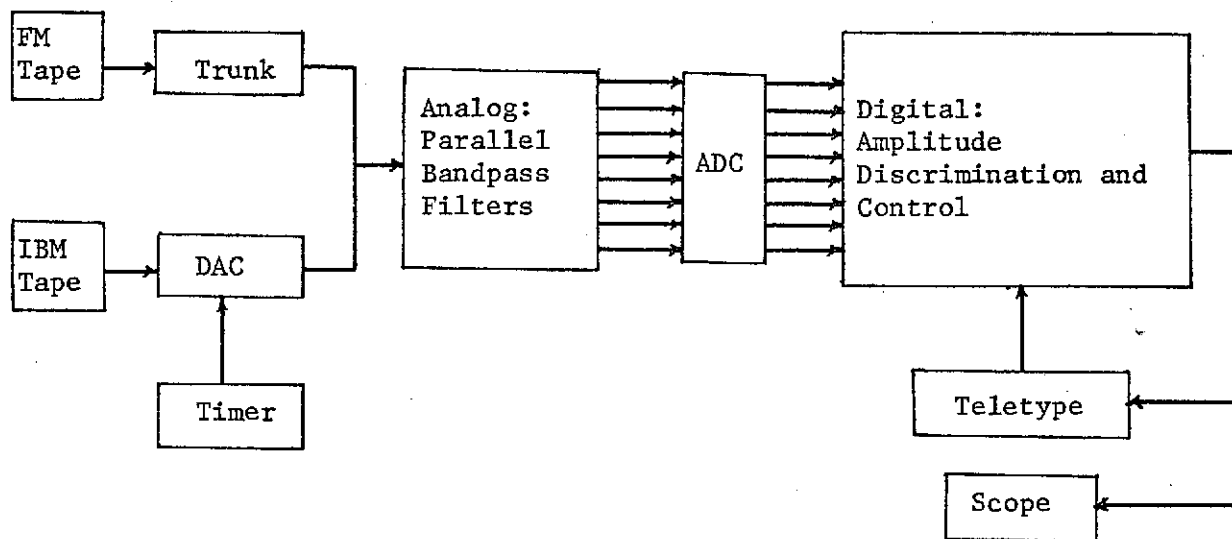 FM
Tape
Trunk
Analog:
Parallel
Bandpass
Filters
ADC
Digital:
Amplitude
Discrimination and
Control
IBM
Tape
DAC
Timer
Teletype
Scope